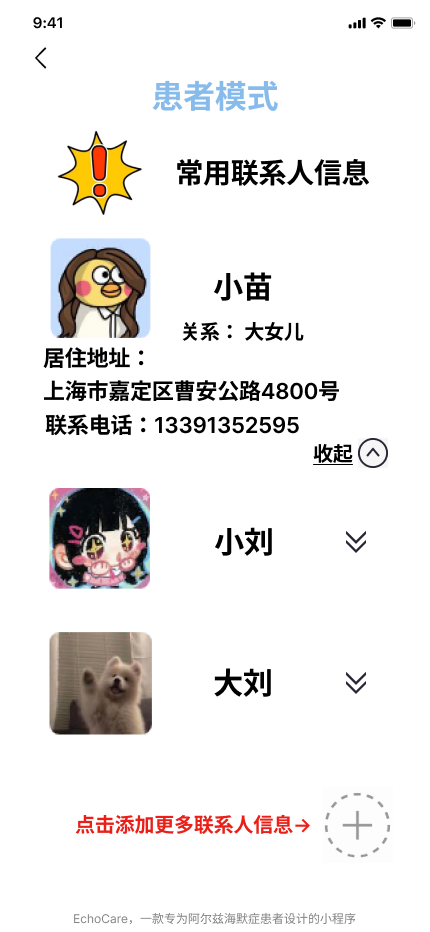 9:41
患者模式
常用联系人信息
小苗
关系： 大女儿
居住地址：
上海市嘉定区曹安公路4800号
联系电话：13391352595
收起
小刘
大刘
点击添加更多联系人信息→
EchoCare，一款专为阿尔兹海默症患者设计的小程序